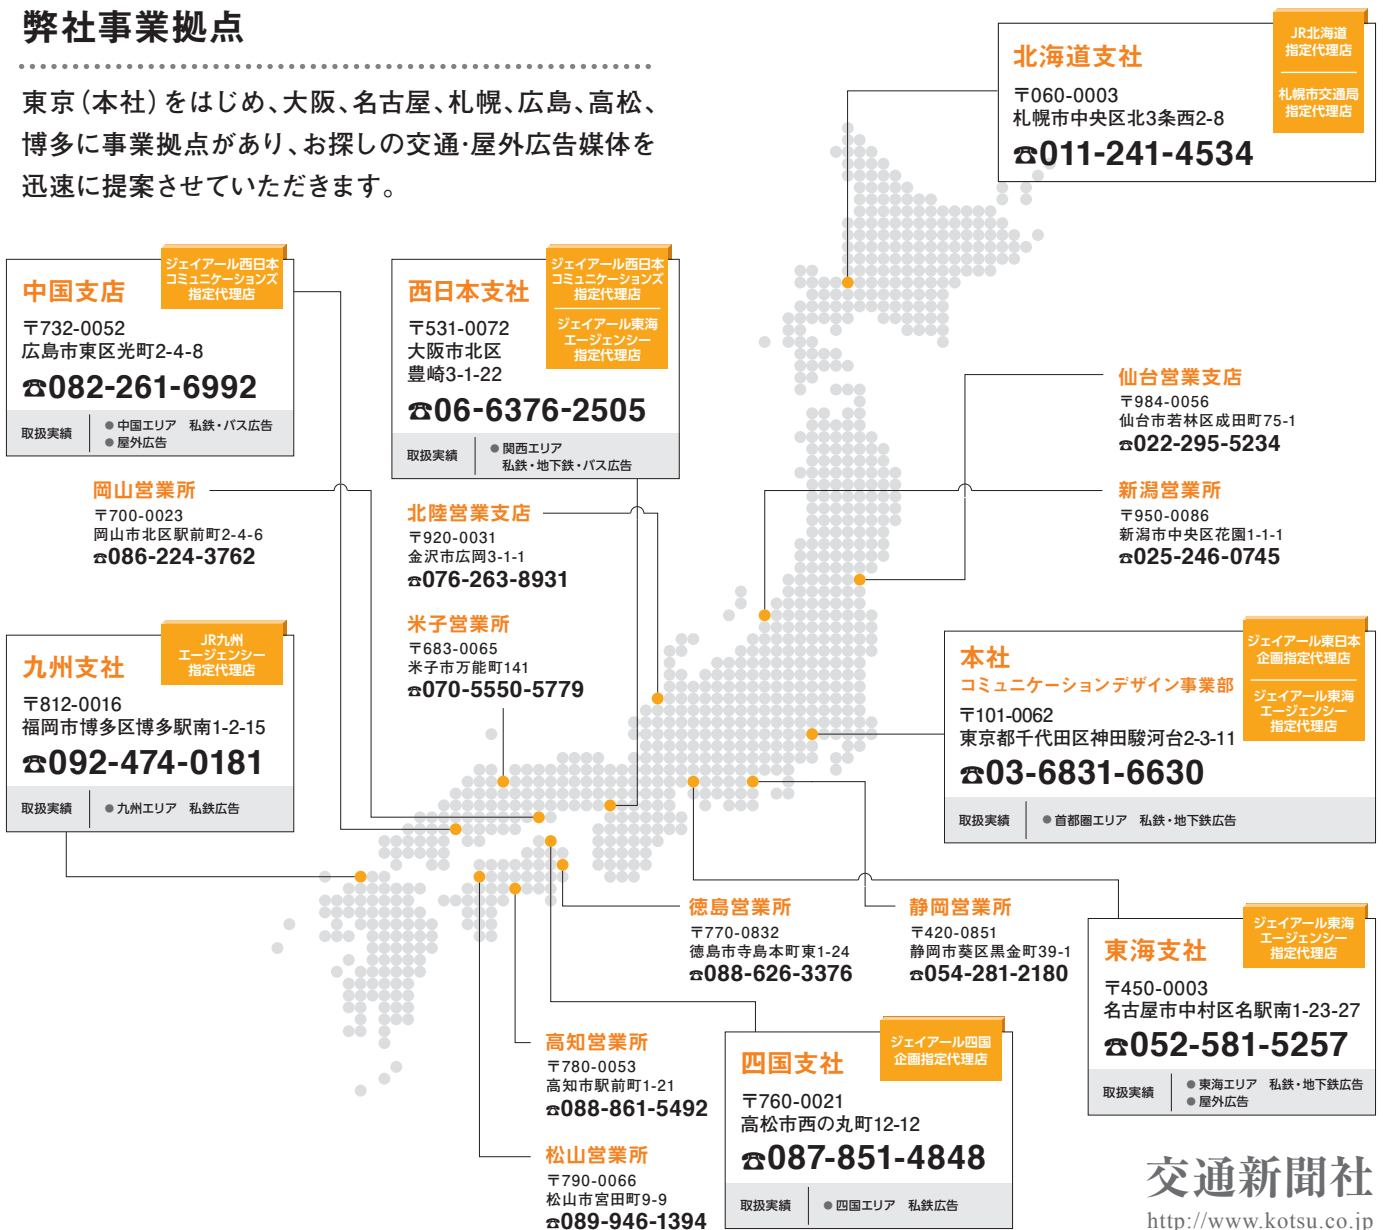 弊社事業拠点
東京(本社)をはじめ、大阪、名古屋、札幌、広島、高松、
博多に事業拠点があり、お探しの交通・屋外広告媒体を
迅速に提案させていただきます。
北海道支社
JR北海道
指定代理店
札幌市交通局
指定代理店
〒060-0003
札幌市中央区北3条西2-8
☎011-241-4534
中国支店
ジェイアール西日本
コミュニケーションズ
指定代理店
〒732-0052
広島市東区光町2-4-8
☎082-261-6992
取扱実績
●中国エリア 私鉄・バス広告
●屋外広告
西日本支社
ジェイアール西日本
コミュニケーションズ
指定代理店
ジェイアール東海
エージェンシー
指定代理店
〒531-0072
大阪市北区
豊崎3-1-22
☎06-6376-2505
取扱実績
●関西エリア
私鉄・地下鉄・バス広告
仙台営業支店
〒984-0056
仙台市若林区成田町75-1
☎022-295-5234
岡山営業所
〒700-0023
岡山市北区駅前町2-4-6
☎086-224-3762
北陸営業支店
〒920-0031
金沢市広岡3-1-1
☎076-263-8931
新潟営業所
〒950-0086
新潟市中央区花園1-1-1
☎025-246-0745
米子営業所
〒683-0065
米子市万能町141
☎070-5550-5779
九州支社
JR九州
エージェンシー
指定代理店
〒812-0016
福岡市博多区博多駅南1-2-15
☎092-474-0181
取扱実績
●九州エリア 私鉄広告
本社
コミュニケーションデザイン事業部
ジェイアール東日本
企画指定代理店
ジェイアール東海
エージェンシー
指定代理店
〒101-0062
東京都千代田区神田駿河台2-3-11
☎03-6831-6630
取扱実績
●首都圏エリア 私鉄・地下鉄広告
徳島営業所
〒770-0832
徳島市寺島本町東1-24
☎088-626-3376
静岡営業所
〒420-0851
静岡市葵区黒金町39-1
☎054-281-2180
東海支社
ジェイアール東海
エージェンシー
指定代理店
〒450-0003
名古屋市中村区名駅南1-23-27
☎052-581-5257
取扱実績
●東海エリア 私鉄・地下鉄広告
●屋外広告
高知営業所
〒780-0053
高知市駅前町1-21
☎088-861-5492
四国支社
ジェイアール四国
企画指定代理店
〒760-0021
高松市西の丸町12-12
☎087-851-4848
取扱実績
●四国エリア 私鉄広告
松山営業所
〒790-0066
松山市宮田町9-9
☎089-946-1394
交通新聞社
http://www.kotsu.co.jp